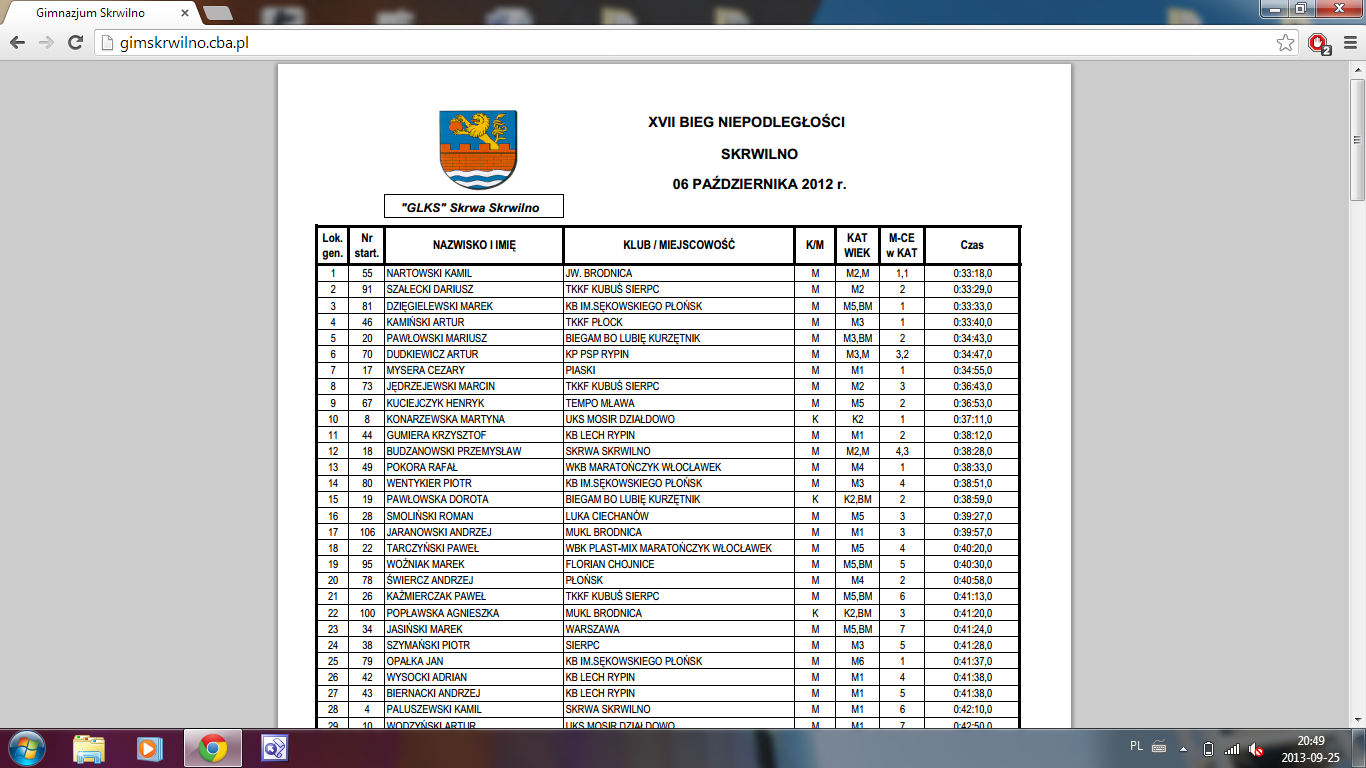 Gimnazjum Skrwilno
gimskrwilno.cba.pl
2
XVII BIEG NIEPODLEGŁOŚCI
SKRWILNO
06 PAŹDZIERNIKA 2012 r.
"GLKS" Skrwa Skrwilno
Lok. gen. Nr start. NAZWISKO I IMIĘ KLUB / MIEJSCOWOŚĆ K/M KAT WIEK M-CE w KAT Czas
1 55 NARTOWSKI KAMIL JW. BRODNICA M M2,M 1,1 0:33:18,0
2 91 SZAŁECKI DARIUSZ TKKF KUBUŚ SIERPC M M2 2 0:33:29,0
3 81 DZIĘGIELEWSKI MAREK KB IM.SĘKOWSKIEGO PŁOŃSK M M5,BM 1 0:33:33,0
4 46 KAMIŃSKI ARTUR TKKF PŁOCK M M3 1 0:33:40,0
5 20 PAWŁOWSKI MARIUSZ BIEGAM BO LUBIĘ KURZĘTNIK M M3,BM 2 0:34:43,0
6 70 DUDKIEWICZ ARTUR KP PSP RYPIN M M3,M 3,2 0:34:47,0
7 17 MYSERA CEZARY PIASKI M M1 1 0:34:55,0
8 73 JĘDRZEJEWSKI MARCIN TKKF KUBUŚ SIERPC M M2 3 0:36:43,0
9 67 KUCIEJCZYK HENRYK TEMPO MŁAWA M M5 2 0:36:53,0
10 8 KONARZEWSKA MARTYNA UKS MOSIR DZIAŁDOWO K K2 1 0:37:11,0
11 44 GUMIERA KRZYSZTOF KB LECH RYPIN M M1 2 0:38:12,0
12 18 BUDZANOWSKI PRZEMYSŁAW SKRWA SKRWILNO M M2,M 4,3 0:38:28,0
13 49 POKORA RAFAŁ WKB MARATOŃCZYK WŁOCŁAWEK M M4 1 0:38:33,0
14 80 WENTYKIER PIOTR KB IM.SĘKOWSKIEGO PŁOŃSK M M3 4 0:38:51,0
15 19 PAWŁOWSKA DOROTA BIEGAM BO LUBIĘ KURZĘTNIK K K2,BM 2 0:38:59,0
16 28 SMOLIŃSKI ROMAN LUKA CIECHANÓW M M5 3 0:39:27,0
17 106 JARANOWSKI ANDRZEJ MUKL BRODNICA M M1 3 0:39:57,0
18 22 TARCZYŃSKI PAWEŁ WBK PLAST-MIX MARATOŃCZYK WŁOCŁAWEK M M5 4 0:40:20,0
19 95 WOŹNIAK MAREK FLORIAN CHOJNICE M M5,BM 5 0:40:30,0
20 78 ŚWIERCZ ANDRZEJ PŁOŃSK M M4 2 0:40:58,0
21 26 KAŹMIERCZAK PAWEŁ TKKF KUBUŚ SIERPC M M5,BM 6 0:41:13,0
22 100 POPŁAWSKA AGNIESZKA MUKL BRODNICA K K2,BM 3 0:41:20,0
23 34 JASIŃSKI MAREK WARSZAWA M M5,BM 7 0:41:24,0
24 38 SZYMAŃSKI PIOTR SIERPC M M3 5 0:41:28,0
25 79 OPAŁKA JAN KB IM.SĘKOWSKIEGO PŁOŃSK M M6 1 0:41:37,0
26 42 WYSOCKI ADRIAN KB LECH RYPIN M M1 4 0:41:38,0
27 43 BIERNACKI ANDRZEJ KB LECH RYPIN M M1 5 0:41:38,0
28 4 PALUSZEWSKI KAMIL SKRWA SKRWILNO M M1 6 0:42:10,0
29 10 WODZYŃSKI ARTUR UKS MOSIR DZIAŁDOWO M M1 7 0:42:50,0
PL
20:49
2013-09-25